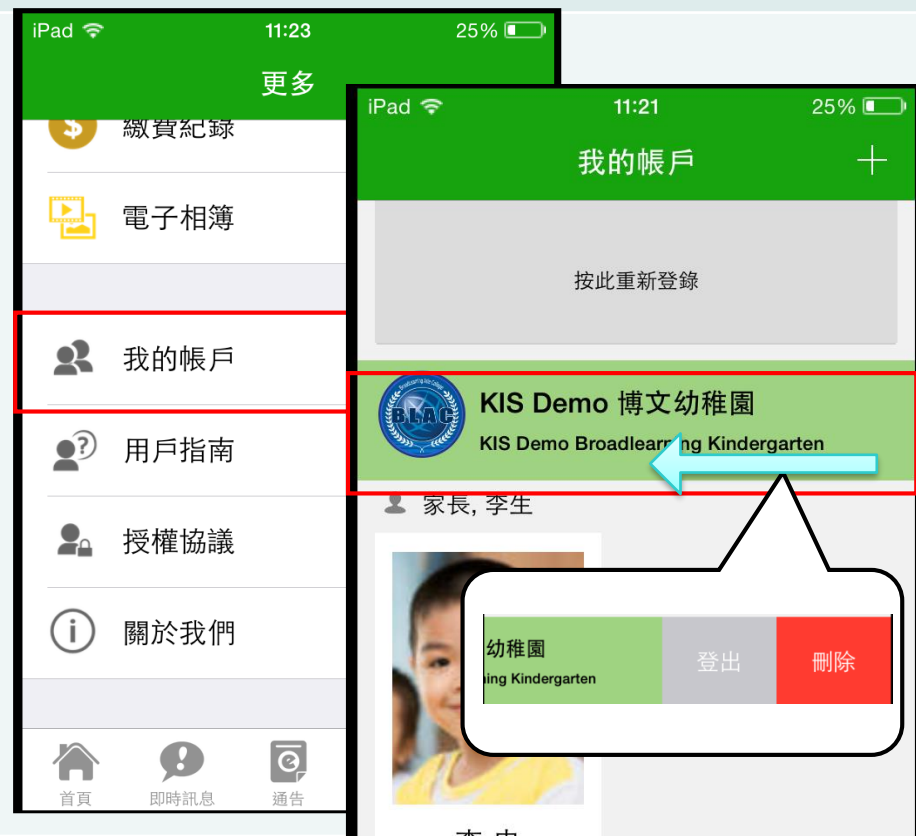 iPad 11:23 25%
更多
繳費紀錄
電子相簿
我的帳戶
用戶指南
授權協議
關於我們
首頁 即時訊息 通告
iPad 11:21 25%
我的帳戶
按此重新登錄
BLAC
KIS Demo 博文幼稚園
KIS Demo Broadlearning Kindergarten
家長, 李生
幼稚園
ning Kindergarten
登出
刪除